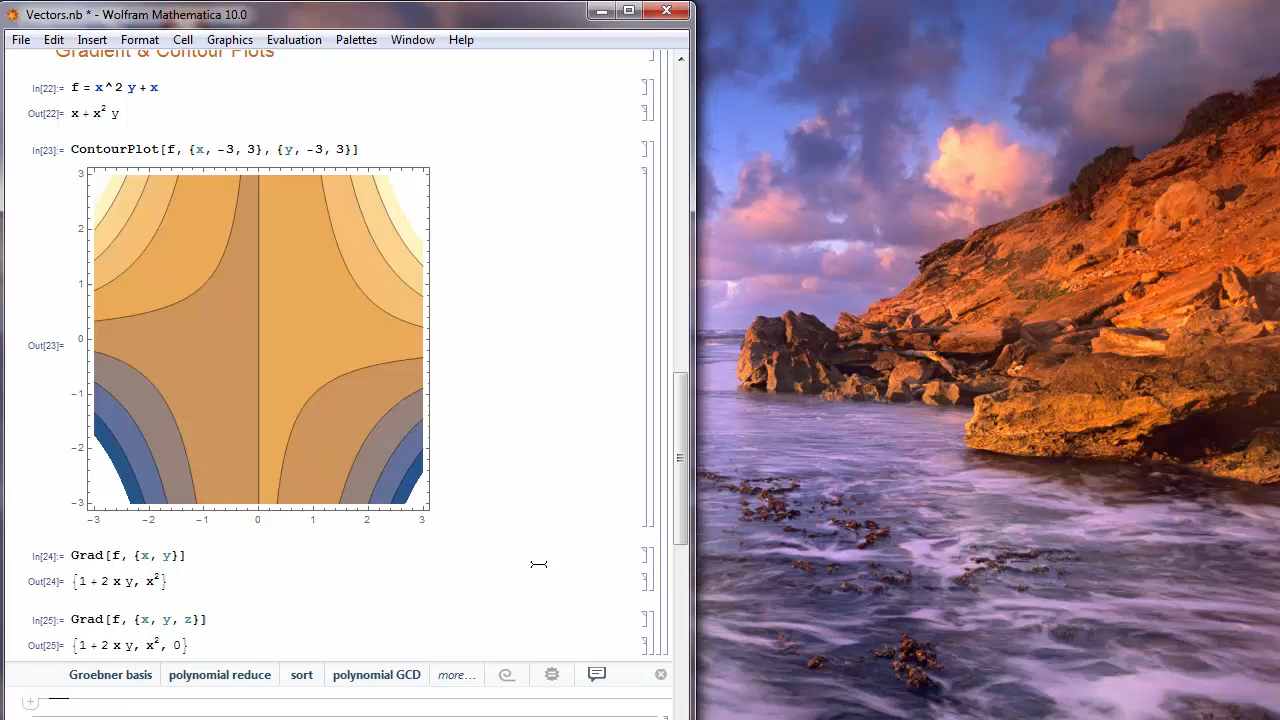 Vectors.nb * - Wolfram Mathematica 10.0
File Edit Insert Format Cell Graphics Evaluation Palettes Window Help
Gradient & Contour Plots
In[22]:= f = x^2 y + x
Out[22]= x + x² y
In[23]:= ContourPlot[f, {x, -3, 3}, {y, -3, 3}]
3
2
1
0
Out[23]=
-1
-2
-3
-3 -2 -1 0 1 2 3
In[24]:= Grad[f, {x, y}]
Out[24]= {1 + 2 x y, x²}
In[25]:= Grad[f, {x, y, z}]
Out[25]= {1 + 2 x y, x², 0}
Groebner basis polynomial reduce sort polynomial GCD more...